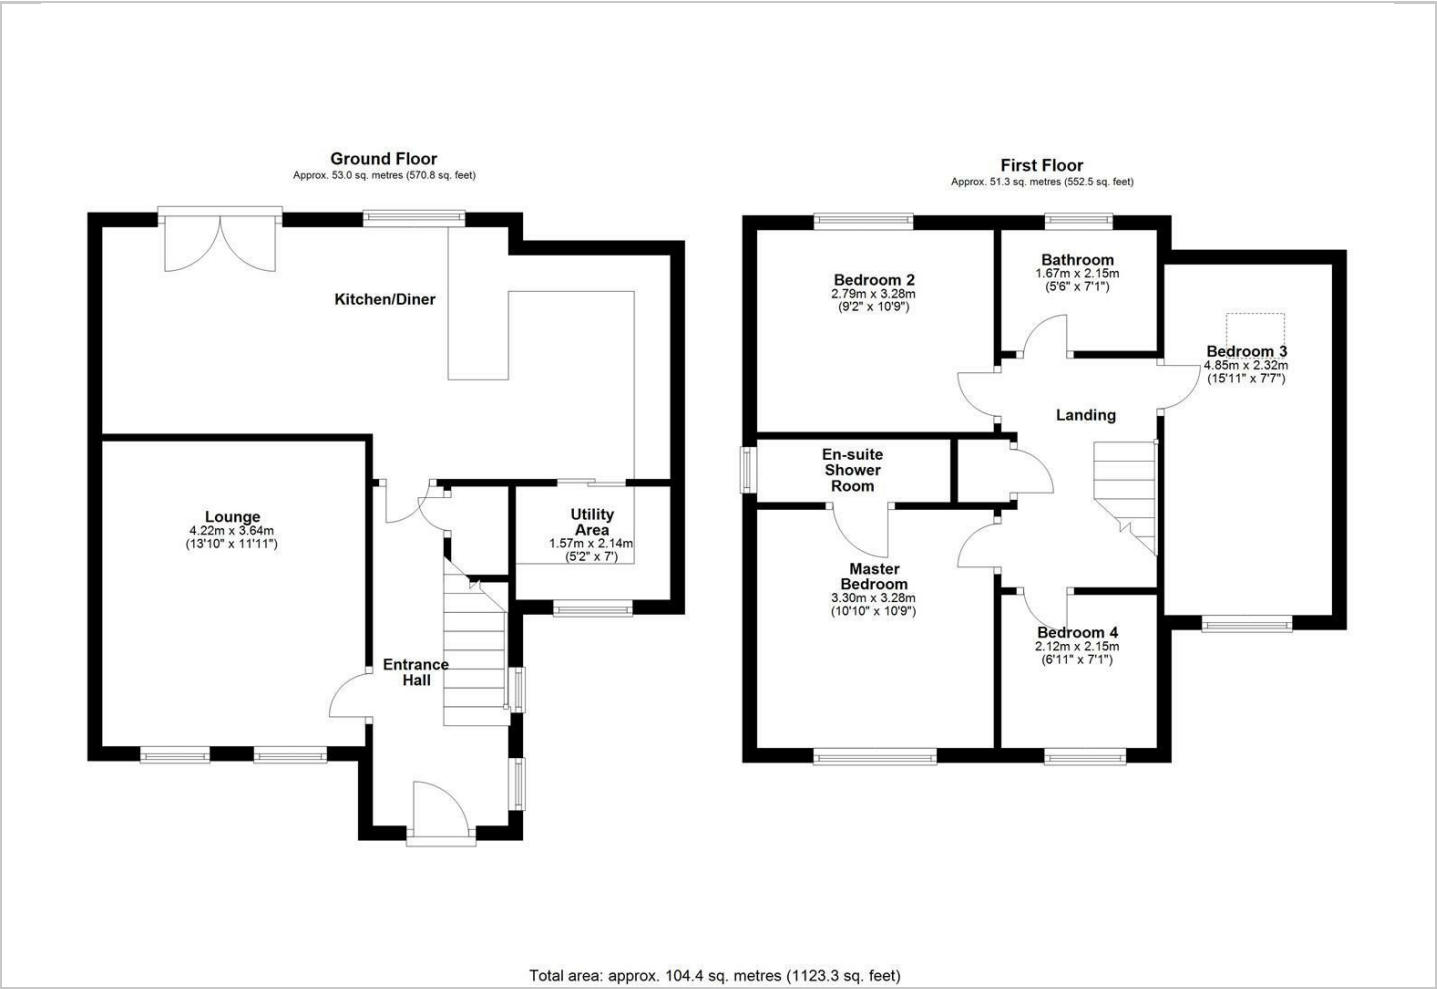 Ground Floor
Approx. 53.0 sq. metres (570.8 sq. feet)
Kitchen/Diner
Lounge
4.22m x 3.64m
(13'10" x 11'11")
Utility
Area
1.57m x 2.14m
(5'2" x 7')
Entrance
Hall
First Floor
Approx. 51.3 sq. metres (552.5 sq. feet)
Bedroom 2
2.79m x 3.28m
(9'2" x 10'9")
Bathroom
1.67m x 2.15m
(5'6" x 7'1")
Bedroom 3
4.85m x 2.32m
(15'11" x 7'7")
Landing
En-suite
Shower
Room
Master
Bedroom
3.30m x 3.28m
(10'10" x 10'9")
Bedroom 4
2.12m x 2.15m
(6'11" x 7'1")
Total area: approx. 104.4 sq. metres (1123.3 sq. feet)